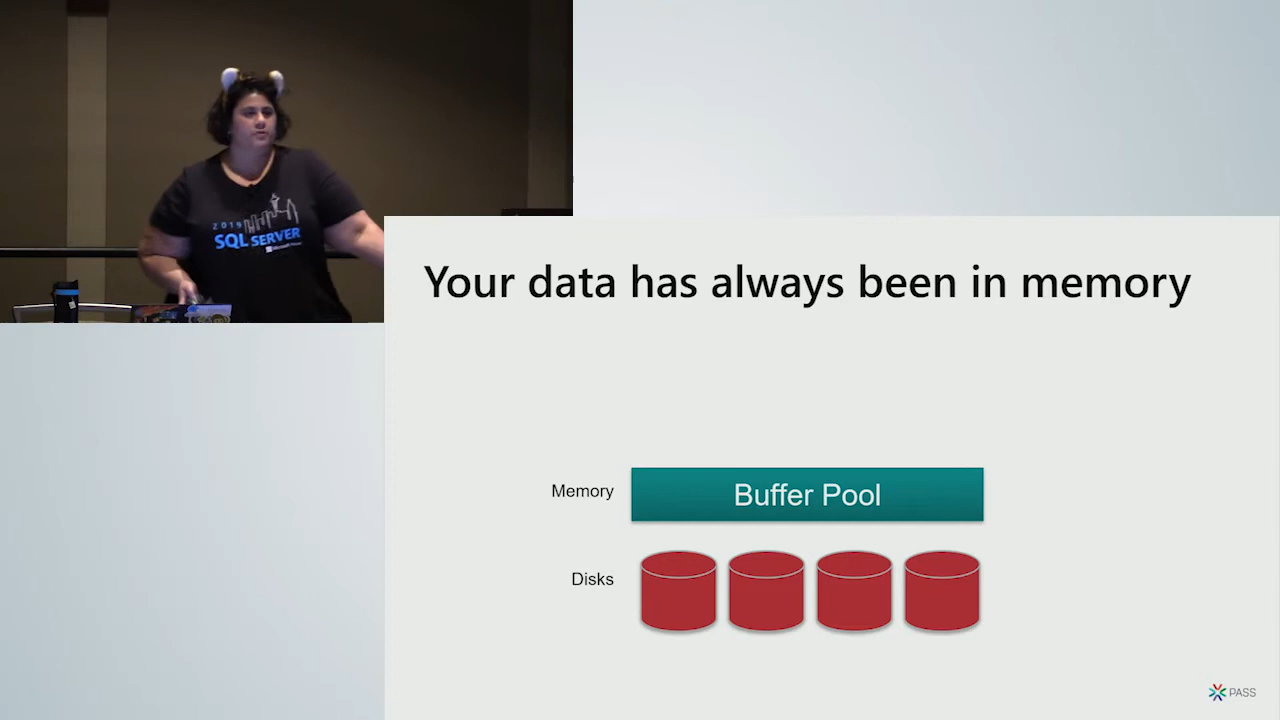 2019
SQL SERVER
Microsoft
Your data has always been in memory
Memory
Buffer Pool
Disks
PASS